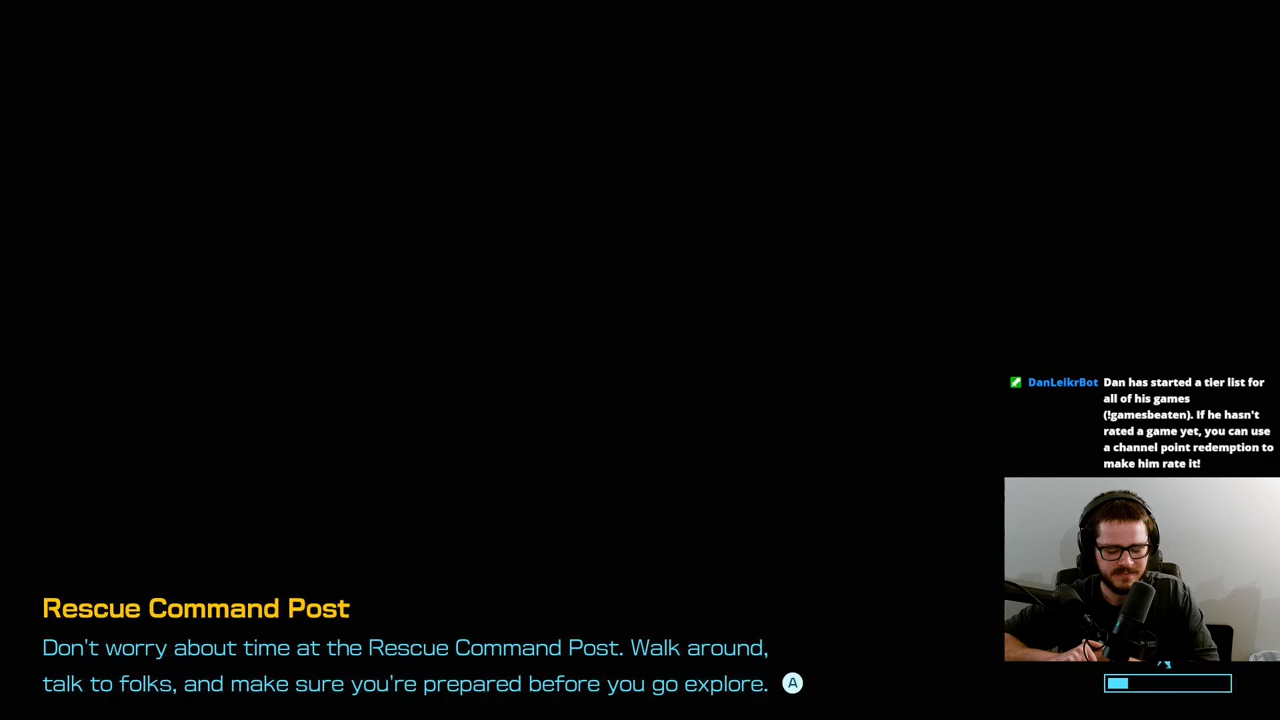 DanLeikrBot Dan has started a tier list for
all of his games
(!gamesbeaten). If he hasn't
rated a game yet, you can use
a channel point redemption to
make him rate it!
Rescue Command Post
Don't worry about time at the Rescue Command Post. Walk around,
talk to folks, and make sure you're prepared before you go explore. A